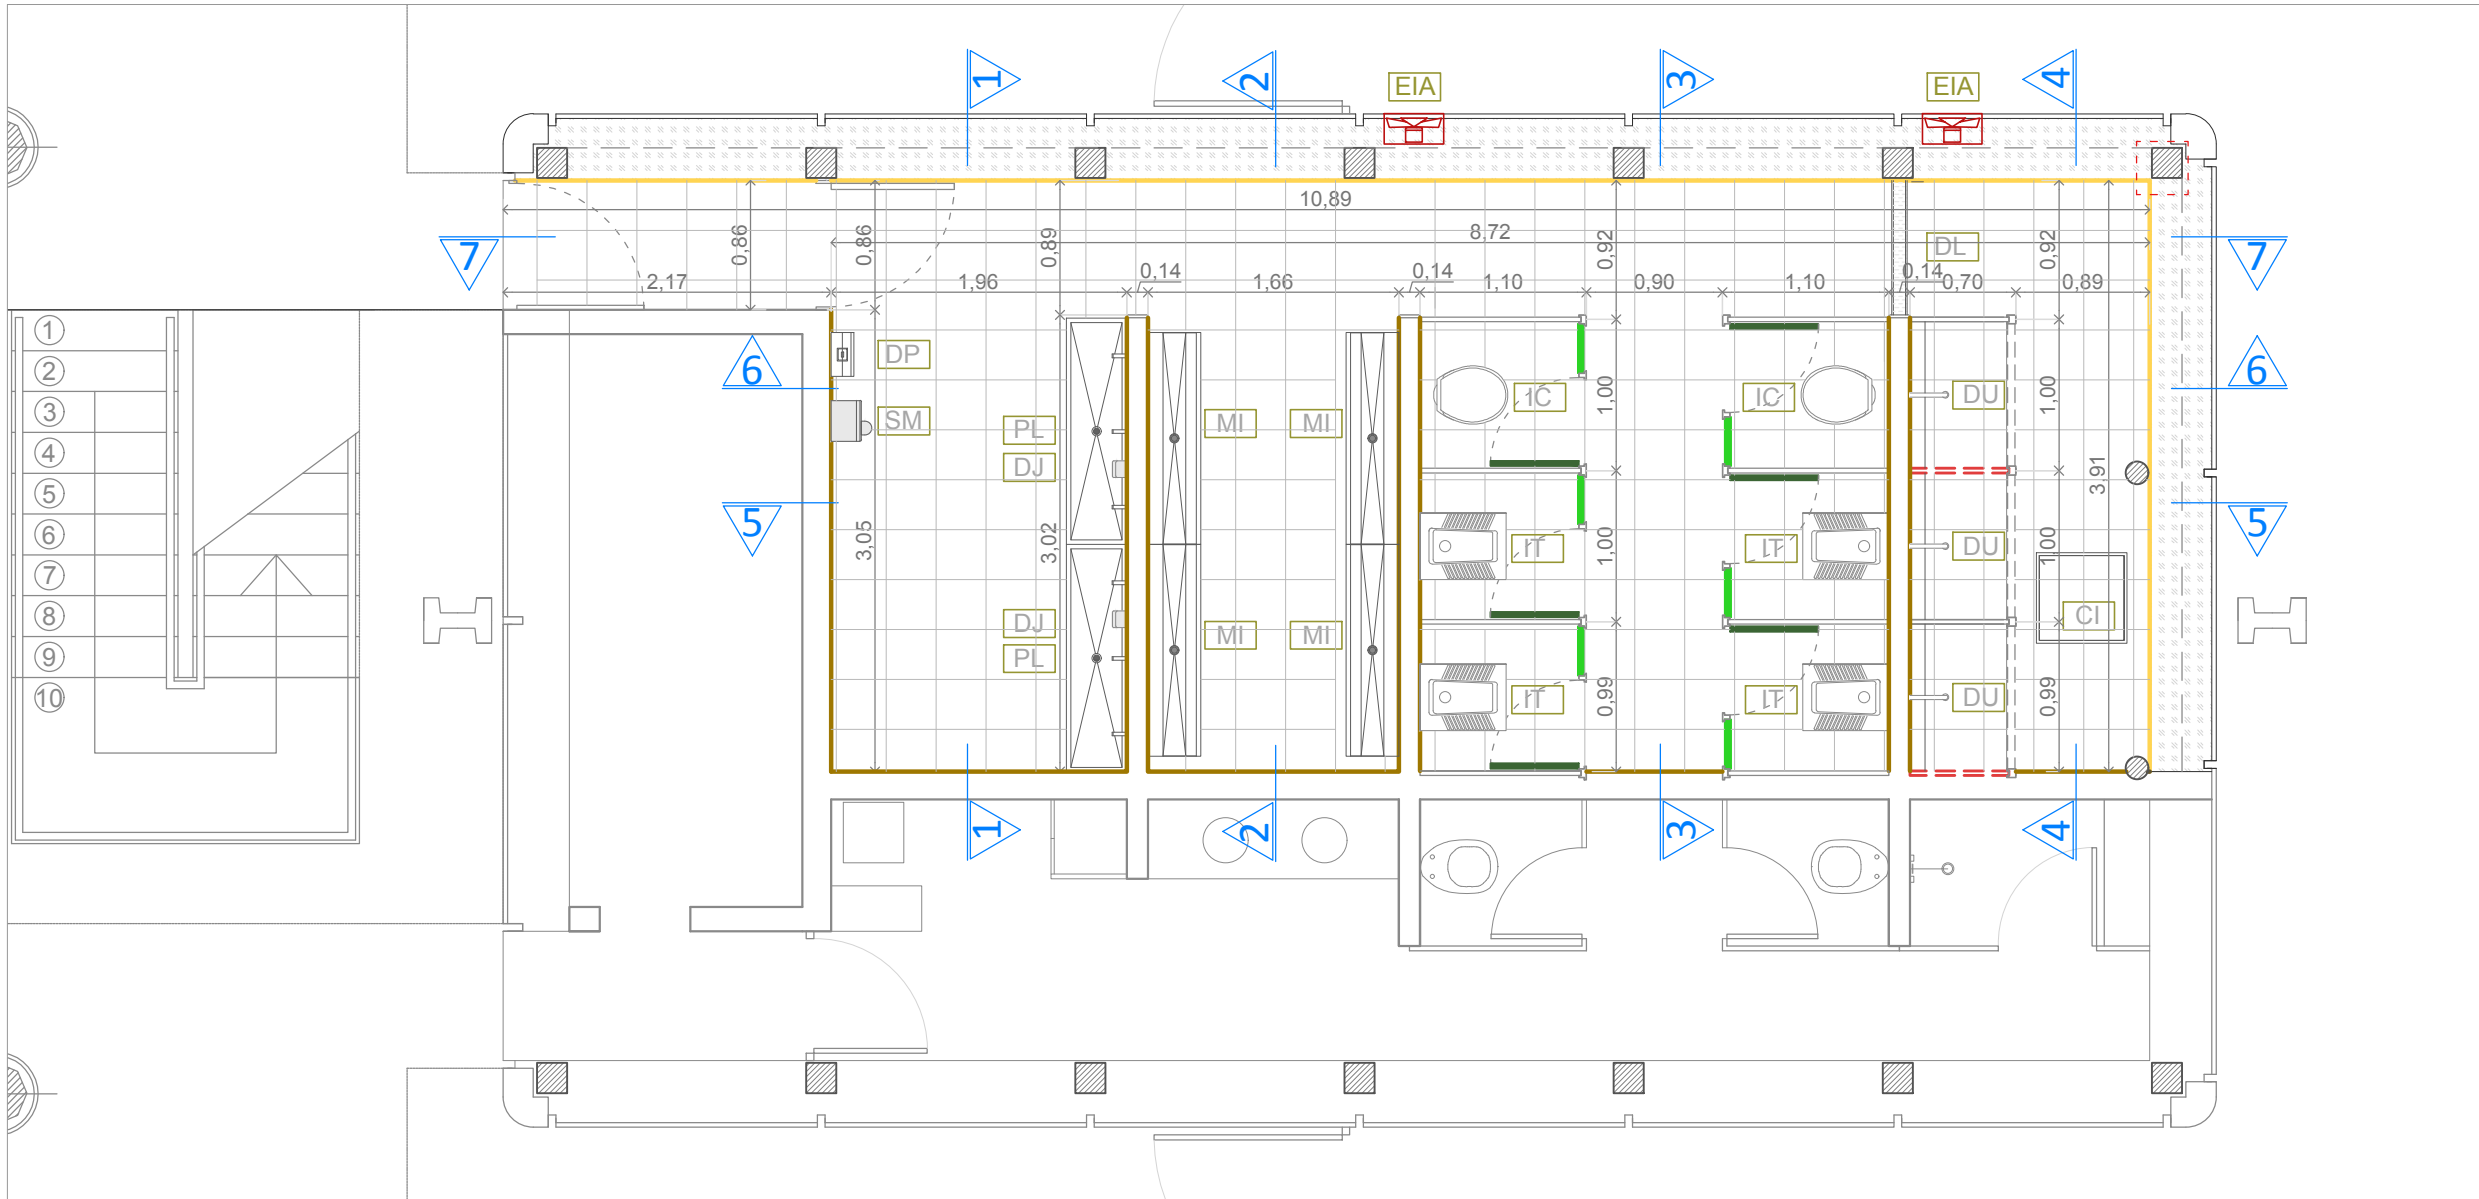 1
2
EIA
3
EIA
4
10,89
8,72
7
0,86
0,86
0,89
0,92
DL
0,92
7
2,17
1,96
0,14
1,66
0,14
1,10
0,90
1,10
0,14
0,70
0,89
1
2
3
4
5
6
7
8
9
10
6
DP
SM
PL
DJ
MI
MI
IC
1,00
IC
DU
1,00
6
3,91
5
3,05
3,02
IT
1,00
IT
DU
1,00
5
DJ
PL
MI
MI
CI
IT
0,99
IT
DU
0,99
1
2
3
4